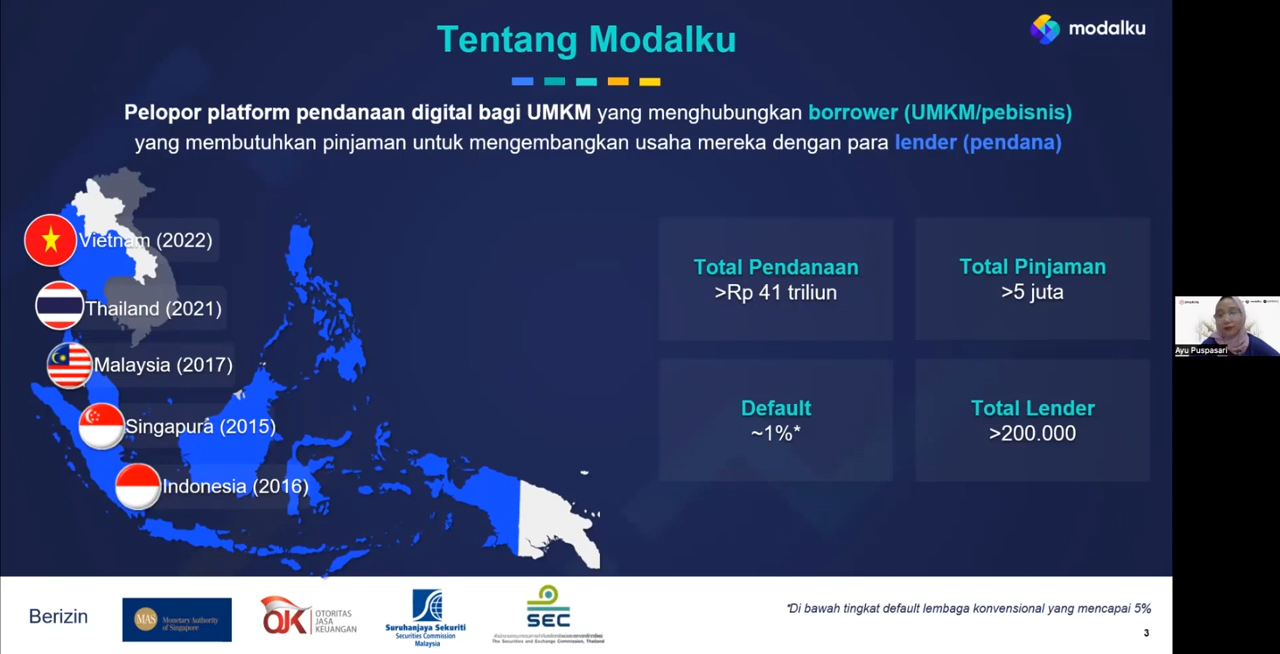 Tentang Modalku
modalku
Pelopor platform pendanaan digital bagi UMKM yang menghubungkan borrower (UMKM/pebisnis)
yang membutuhkan pinjaman untuk mengembangkan usaha mereka dengan para lender (pendana)
Vietnam (2022)
Thailand (2021)
Malaysia (2017)
Singapura (2015)
Indonesia (2016)
Total Pendanaan
>Rp 41 triliun
Total Pinjaman
>5 juta
Default
~1%*
Total Lender
>200.000
Ayu Puspasari
Berizin
MAS
Monetary Authority
of Singapore
OJK
OTORITAS
JASA
KEUANGAN
Suruhanjaya Sekuriti
Securities Commission
Malaysia
SEC
The Securities and Exchange Commission, Thailand
*Di bawah tingkat default lembaga konvensional yang mencapai 5%
3